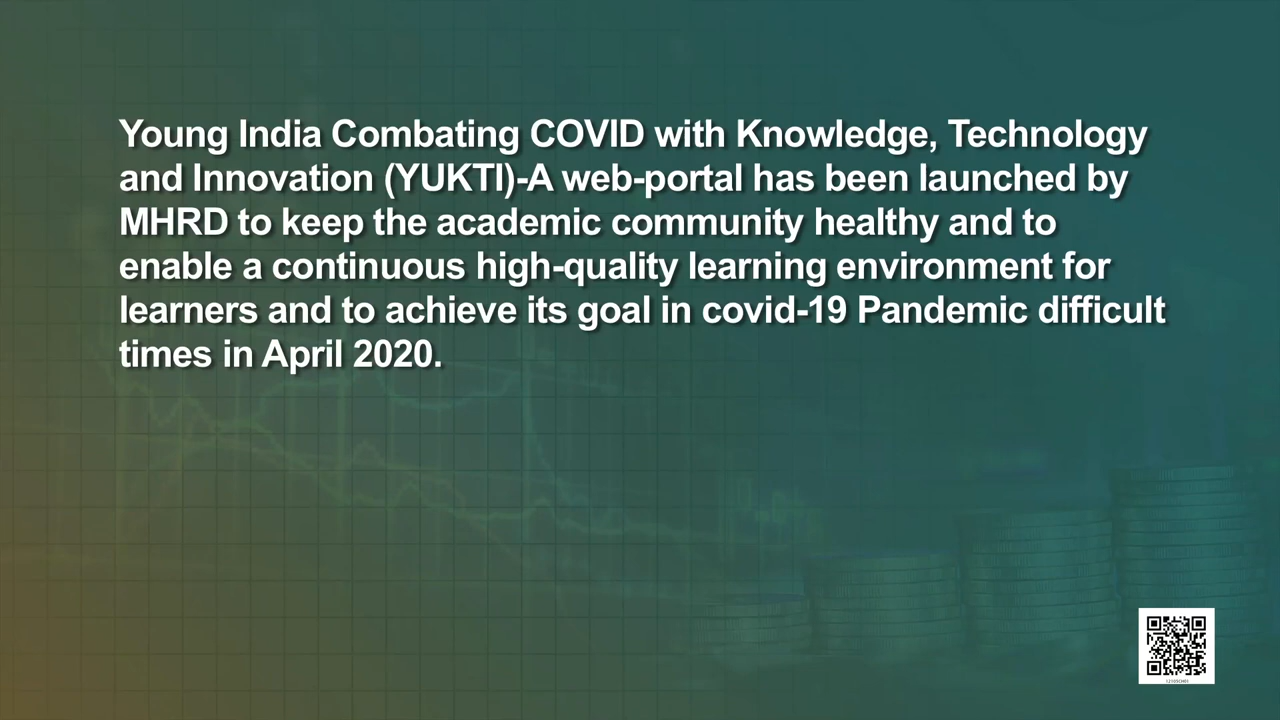 Young India Combating COVID with Knowledge, Technology
and Innovation (YUKTI)-A web-portal has been launched by
MHRD to keep the academic community healthy and to
enable a continuous high-quality learning environment for
learners and to achieve its goal in covid-19 Pandemic difficult
times in April 2020.